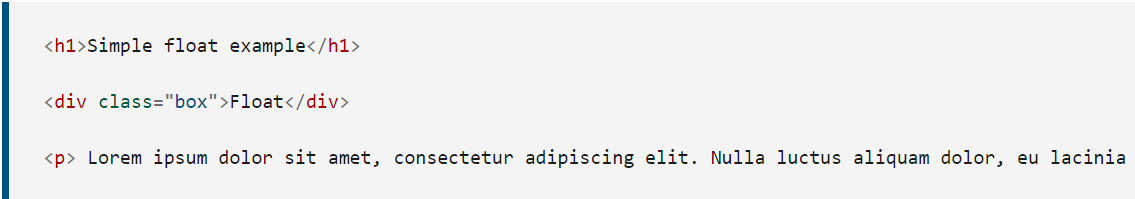 <h1>Simple float example</h1>
<div class="box">Float</div>
<p> Lorem ipsum dolor sit amet, consectetur adipiscing elit. Nulla luctus aliquam dolor, eu lacinia